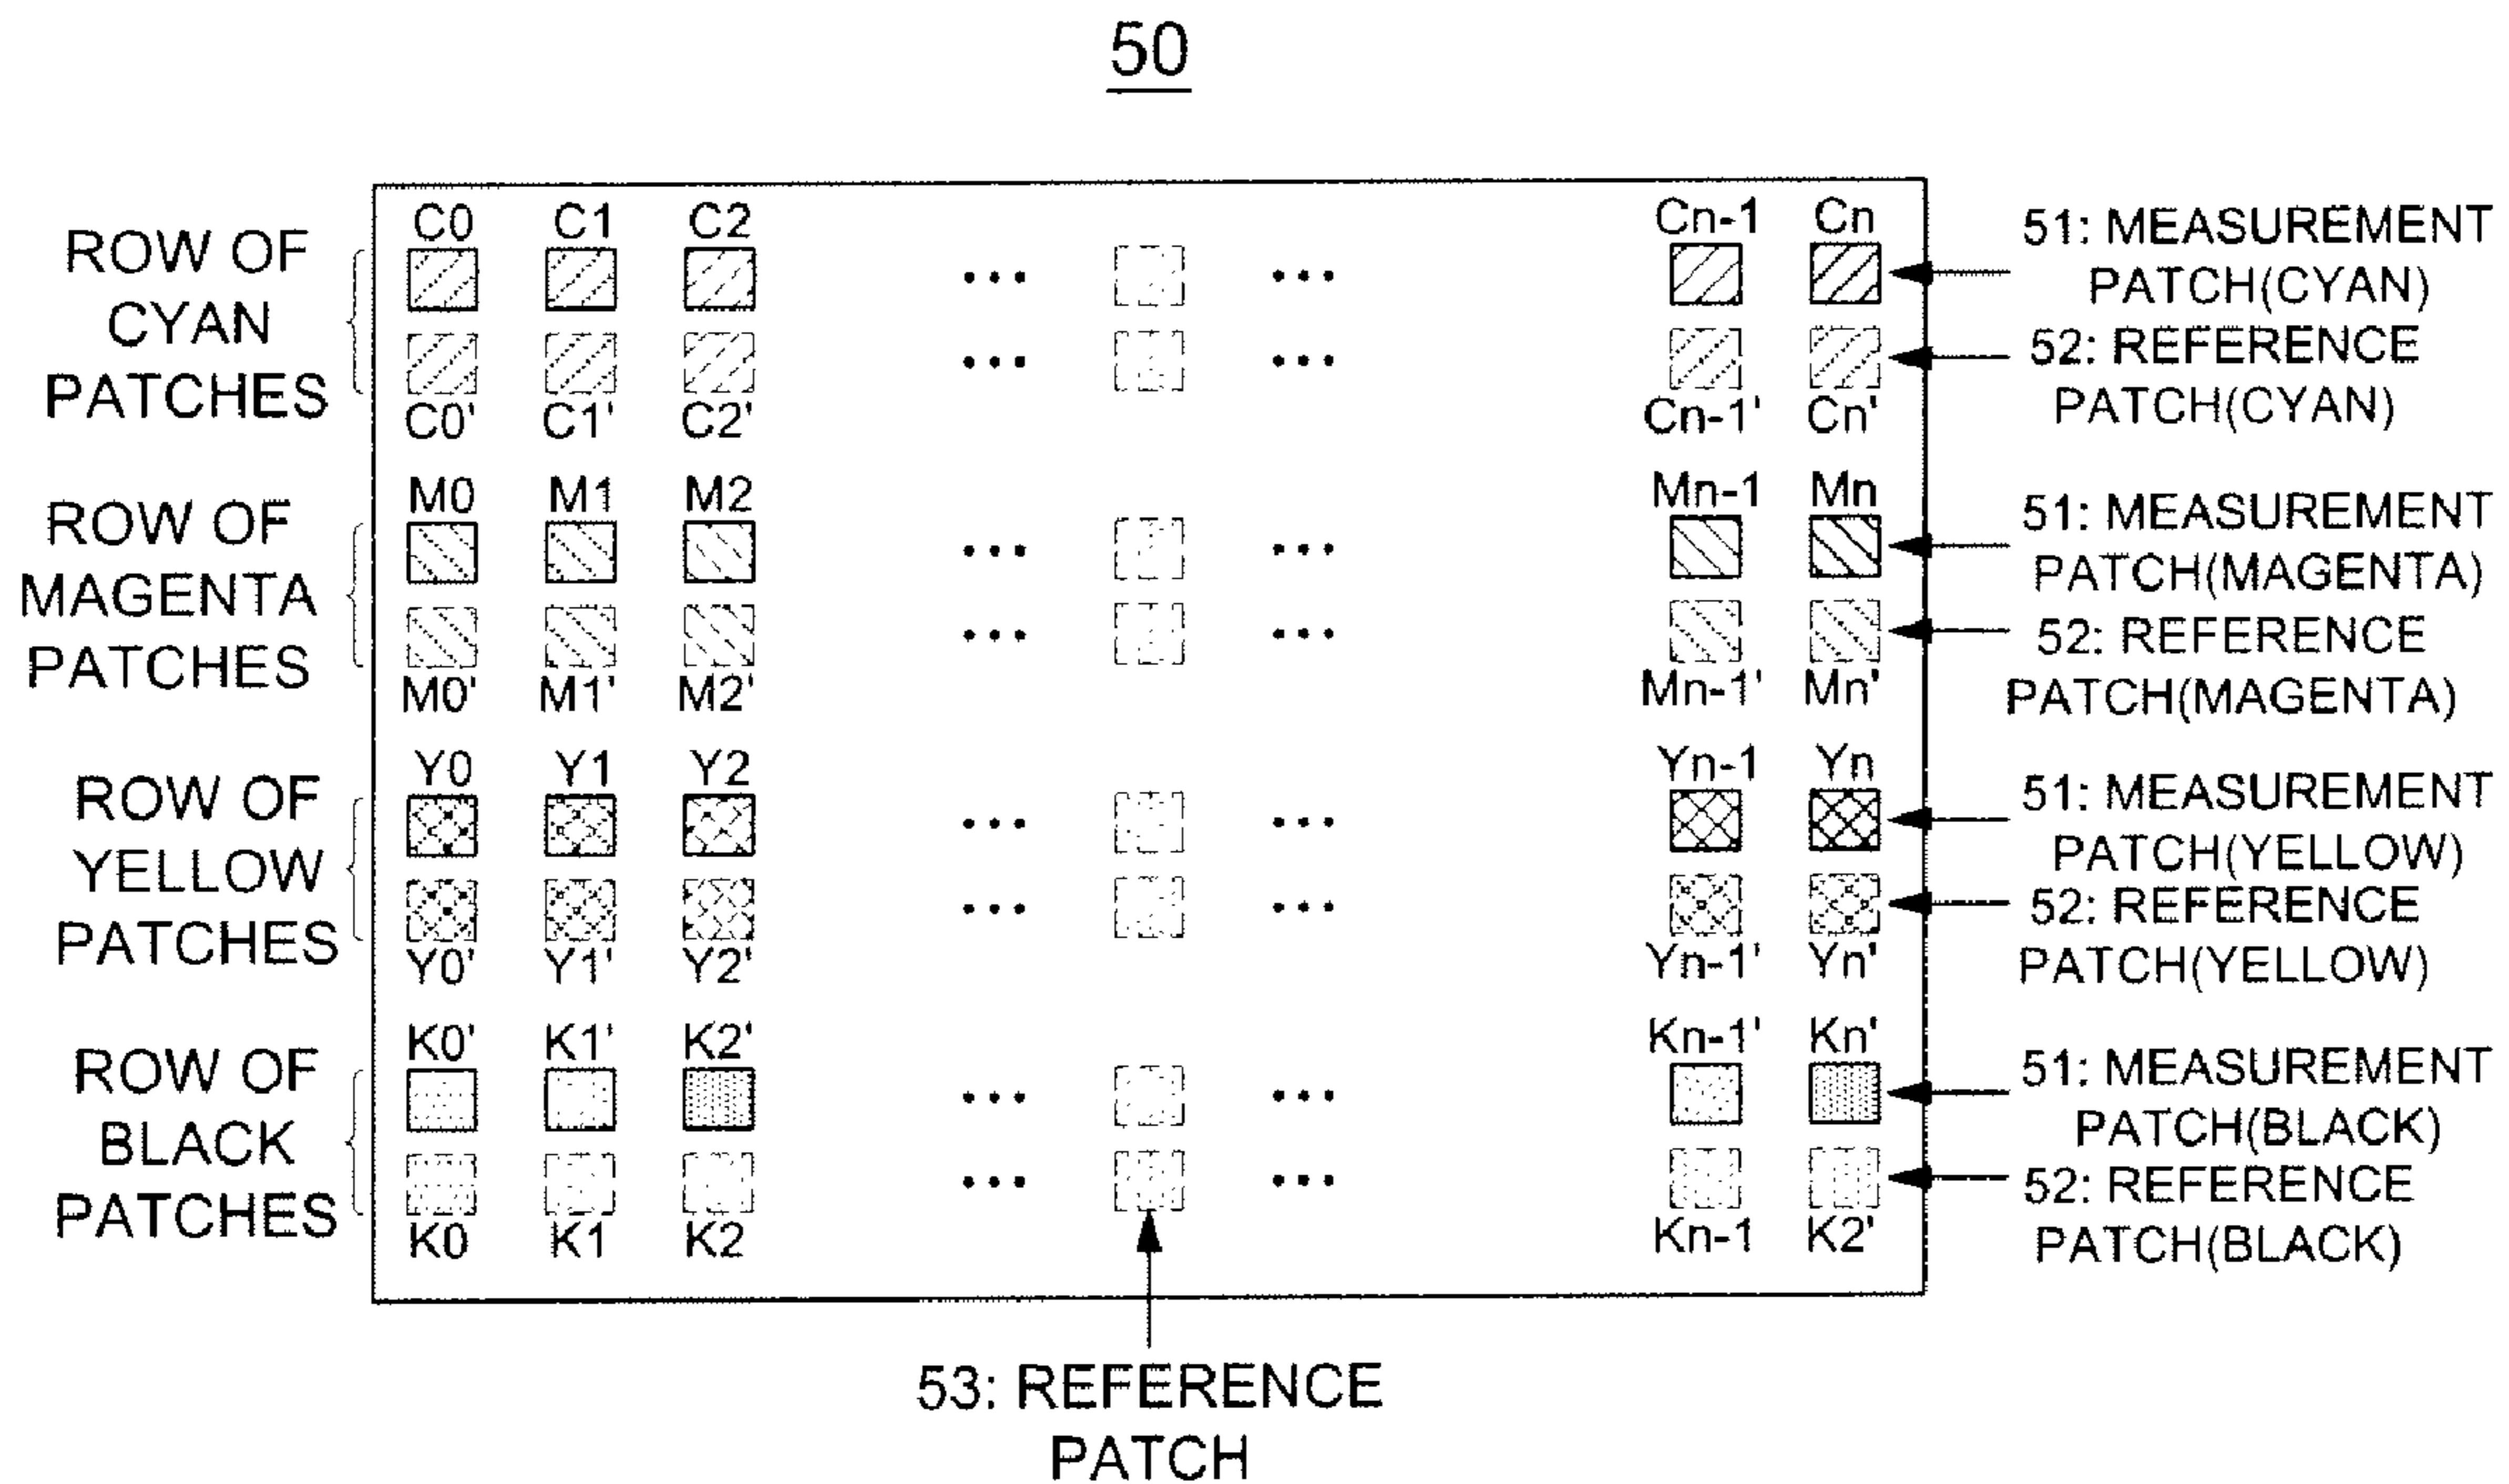 50
ROW OF
CYAN
PATCHES
C0 C1 C2 Cn-1 Cn
... ...
... ...
C0' C1' C2' Cn-1' Cn'
51: MEASUREMENT
PATCH(CYAN)
52: REFERENCE
PATCH(CYAN)
ROW OF
MAGENTA
PATCHES
M0 M1 M2 Mn-1 Mn
... ...
... ...
M0' M1' M2' Mn-1' Mn'
51: MEASUREMENT
PATCH(MAGENTA)
52: REFERENCE
PATCH(MAGENTA)
ROW OF
YELLOW
PATCHES
Y0 Y1 Y2 Yn-1 Yn
... ...
... ...
Y0' Y1' Y2' Yn-1' Yn'
51: MEASUREMENT
PATCH(YELLOW)
52: REFERENCE
PATCH(YELLOW)
ROW OF
BLACK
PATCHES
K0' K1' K2' Kn-1' Kn'
... ...
... ...
K0 K1 K2 Kn-1 K2'
51: MEASUREMENT
PATCH(BLACK)
52: REFERENCE
PATCH(BLACK)
53: REFERENCE
PATCH